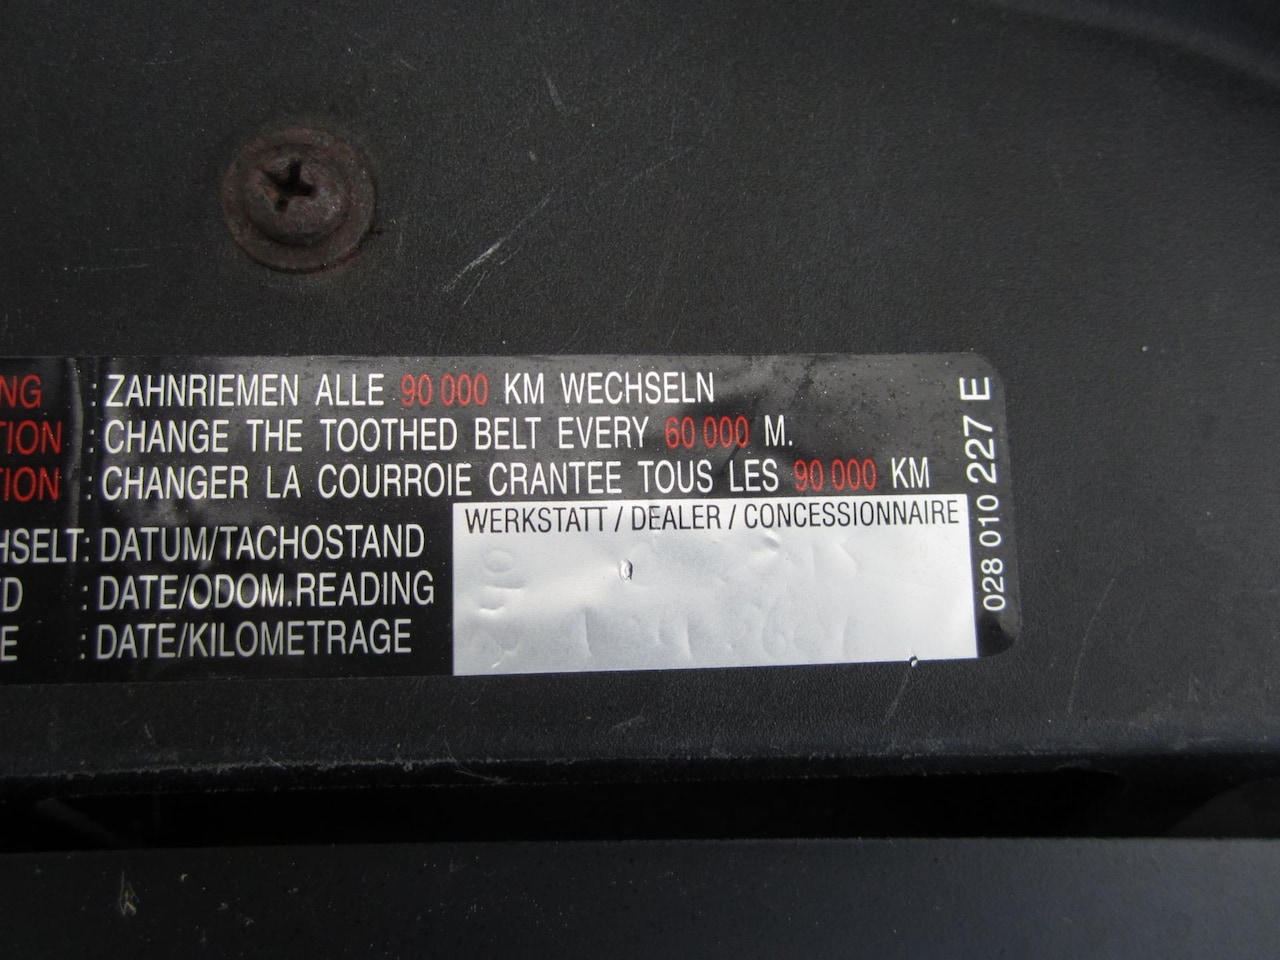 NG : ZAHNRIEMEN ALLE 90 000 KM WECHSELN
TION : CHANGE THE TOOTHED BELT EVERY 60 000 M.
TION : CHANGER LA COURROIE CRANTEE TOUS LES 90 000 KM
HSELT: DATUM/TACHOSTAND
D : DATE/ODOM.READING
E : DATE/KILOMETRAGE
WERKSTATT / DEALER / CONCESSIONNAIRE
028 010 227 E